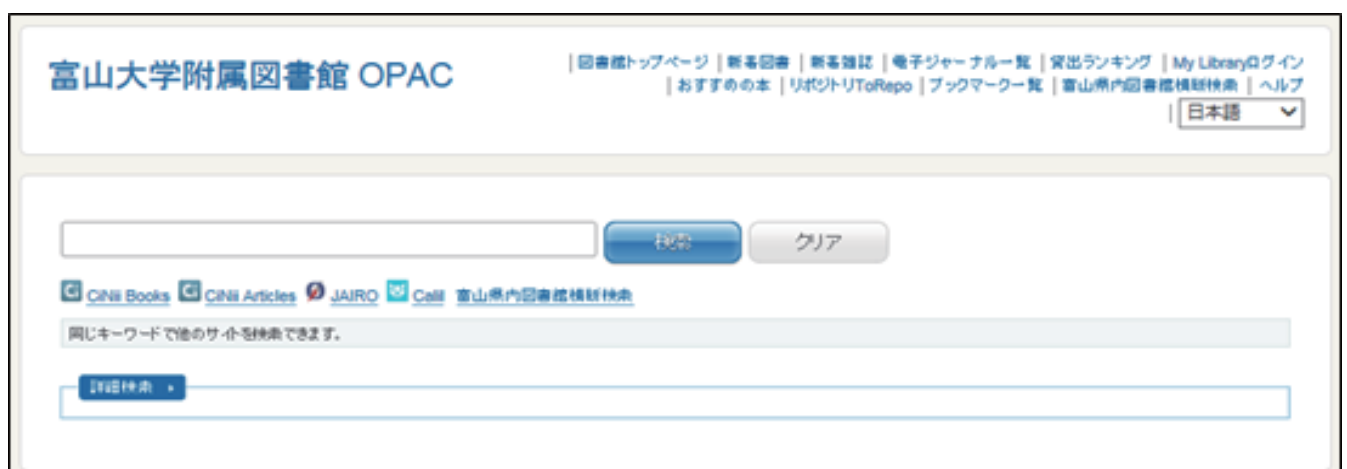 富山大学附属図書館 OPAC
| 図書館トップページ | 新着図書 | 新着雑誌 | 電子ジャーナル一覧 | 貸出ランキング | My Libraryログイン
| おすすめの本 | リポジトリToRepo | ブックマーク一覧 | 富山県内図書館横断検索 | ヘルプ
| 日本語
検索 クリア
CiNii Books CiNii Articles JAIRO Calil 富山県内図書館横断検索
同じキーワードで他のサイトを検索できます。
詳細検索